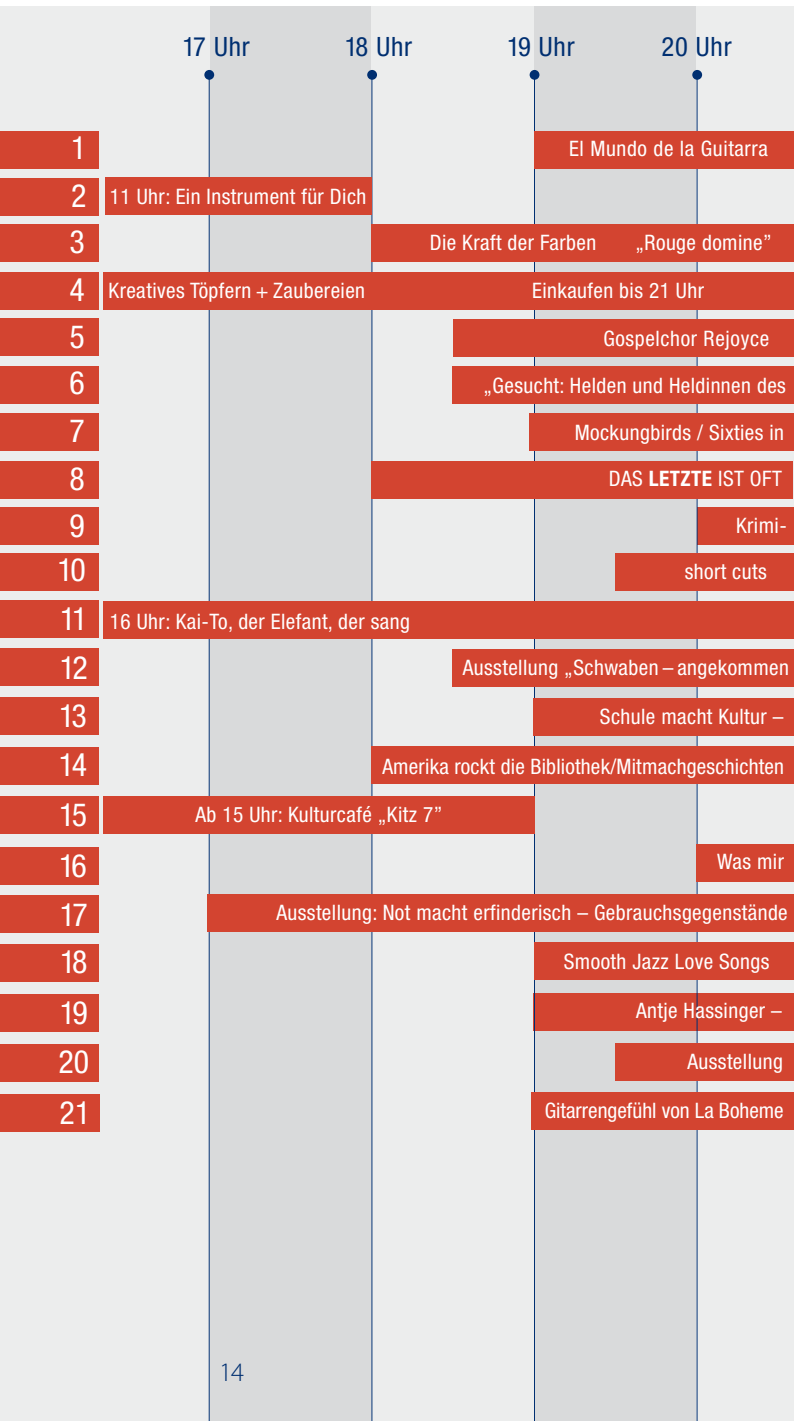 17 Uhr 18 Uhr 19 Uhr 20 Uhr
1 El Mundo de la Guitarra
2 11 Uhr: Ein Instrument für Dich
3 Die Kraft der Farben „Rouge domine”
4 Kreatives Töpfern + Zaubereien Einkaufen bis 21 Uhr
5 Gospelchor Rejoyce
6 „Gesucht: Helden und Heldinnen des
7 Mockungbirds / Sixties in
8 DAS LETZTE IST OFT
9 Krimi-
10 short cuts
11 16 Uhr: Kai-To, der Elefant, der sang
12 Ausstellung „Schwaben – angekommen
13 Schule macht Kultur –
14 Amerika rockt die Bibliothek/Mitmachgeschichten
15 Ab 15 Uhr: Kulturcafé „Kitz 7”
16 Was mir
17 Ausstellung: Not macht erfinderisch – Gebrauchsgegenstände
18 Smooth Jazz Love Songs
19 Antje Hassinger –
20 Ausstellung
21 Gitarrengefühl von La Boheme
14